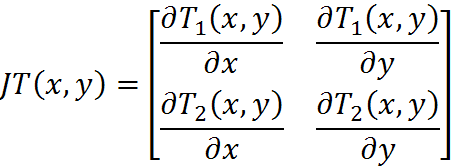 JT(x, y) = [ ∂T₁(x, y)/∂x  ∂T₁(x, y)/∂y
∂T₂(x, y)/∂x  ∂T₂(x, y)/∂y ]